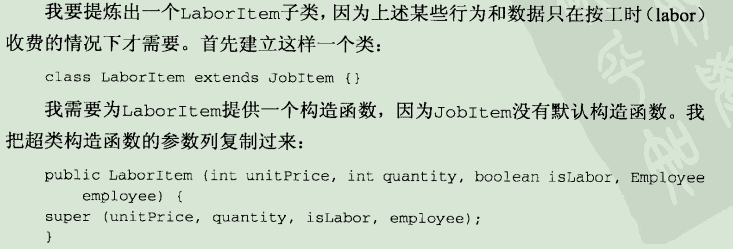 我要提炼出一个LaborItem子类，因为上述某些行为和数据只在按工时（labor）
收费的情况下才需要。首先建立这样一个类：
class LaborItem extends JobItem {}
我需要为LaborItem提供一个构造函数，因为JobItem没有默认构造函数。我
把超类构造函数的参数列复制过来：
public LaborItem (int unitPrice, int quantity, boolean isLabor, Employee
employee) {
super (unitPrice, quantity, isLabor, employee);
}